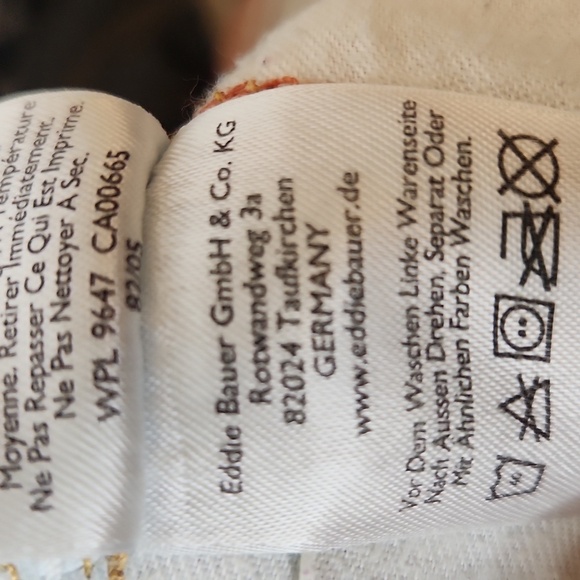 Température
Moyenne. Retirer Immédiatement.
Ne Pas Repasser Ce Qui Est Imprime.
Ne Pas Nettoyer A Sec.
WPL 9647 CA00665
Eddie Bauer GmbH & Co. KG
Rotwandweg 3a
82024 Taufkirchen
GERMANY
www.eddiebauer.de
Vor Dem Waschen Linke Warenseite
Nach Aussen Drehen. Separat Oder
Mit Ähnlichen Farben Waschen.